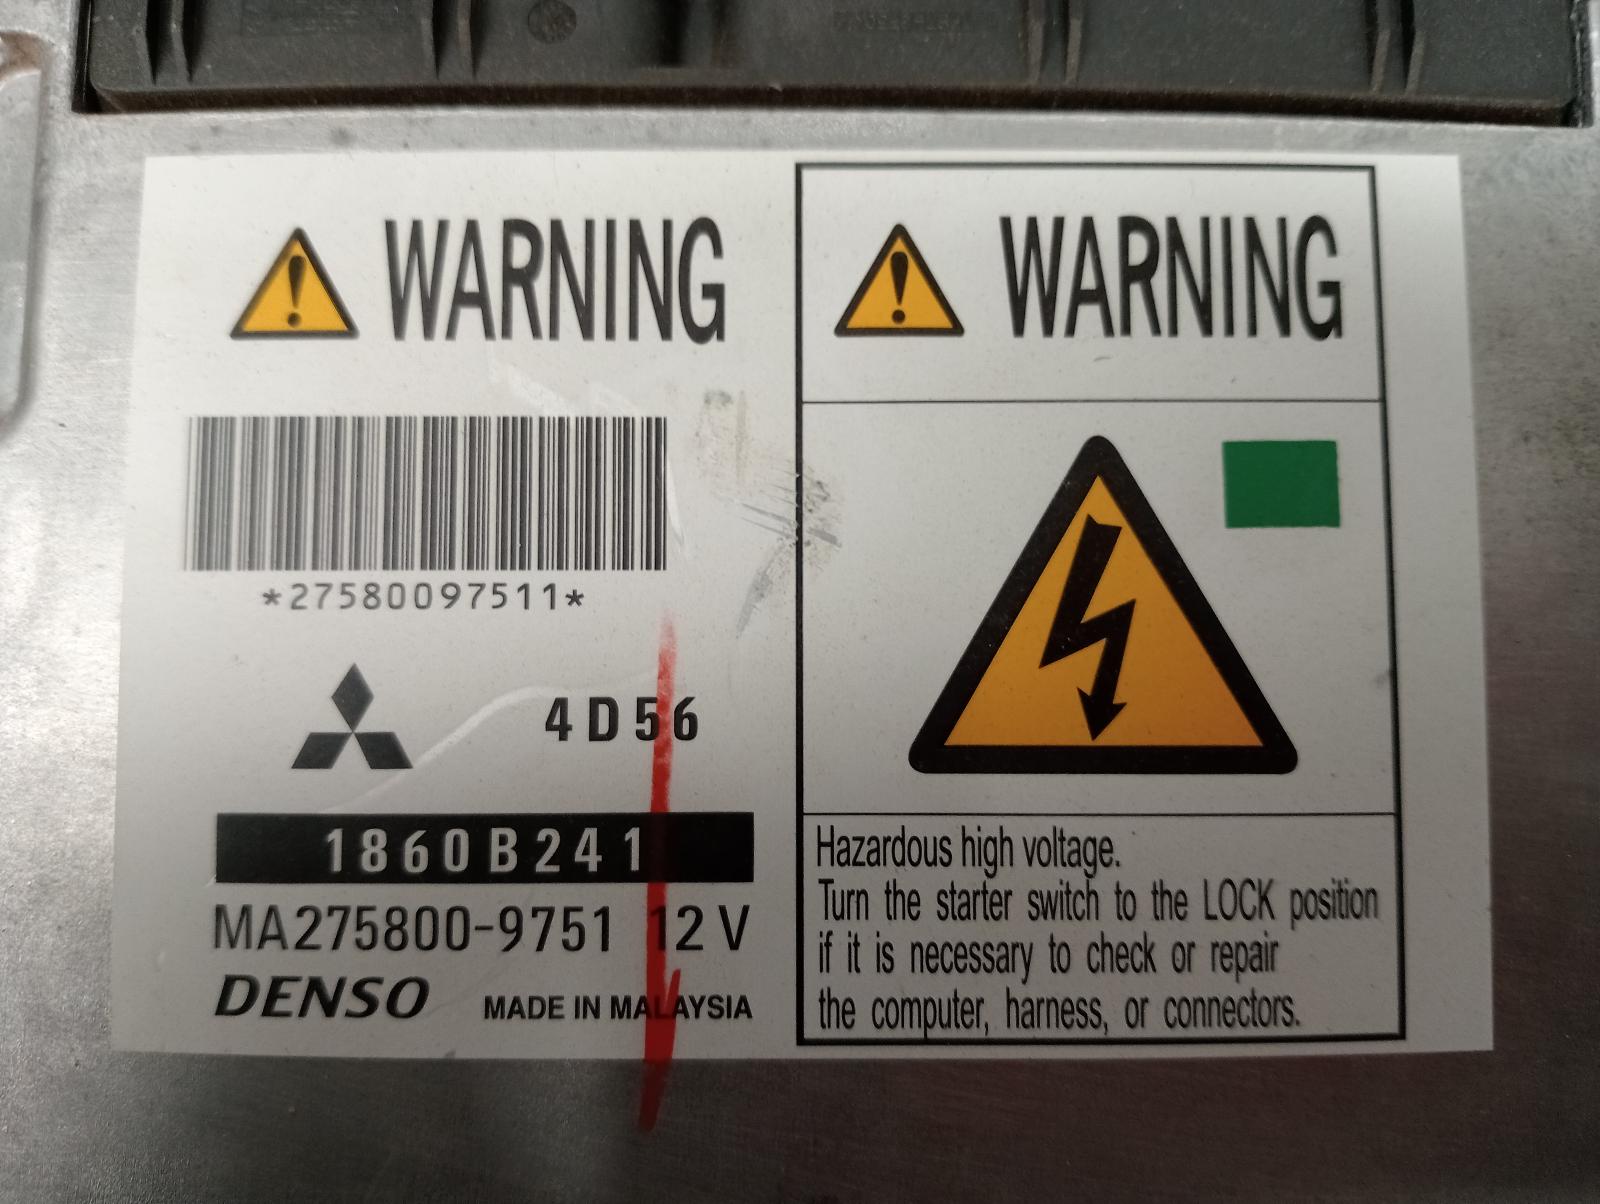 WARNING
*27580097511*
4D56
1860B241
MA275800-9751 12V
DENSO MADE IN MALAYSIA
WARNING
Hazardous high voltage.
Turn the starter switch to the LOCK position
if it is necessary to check or repair
the computer, harness, or connectors.